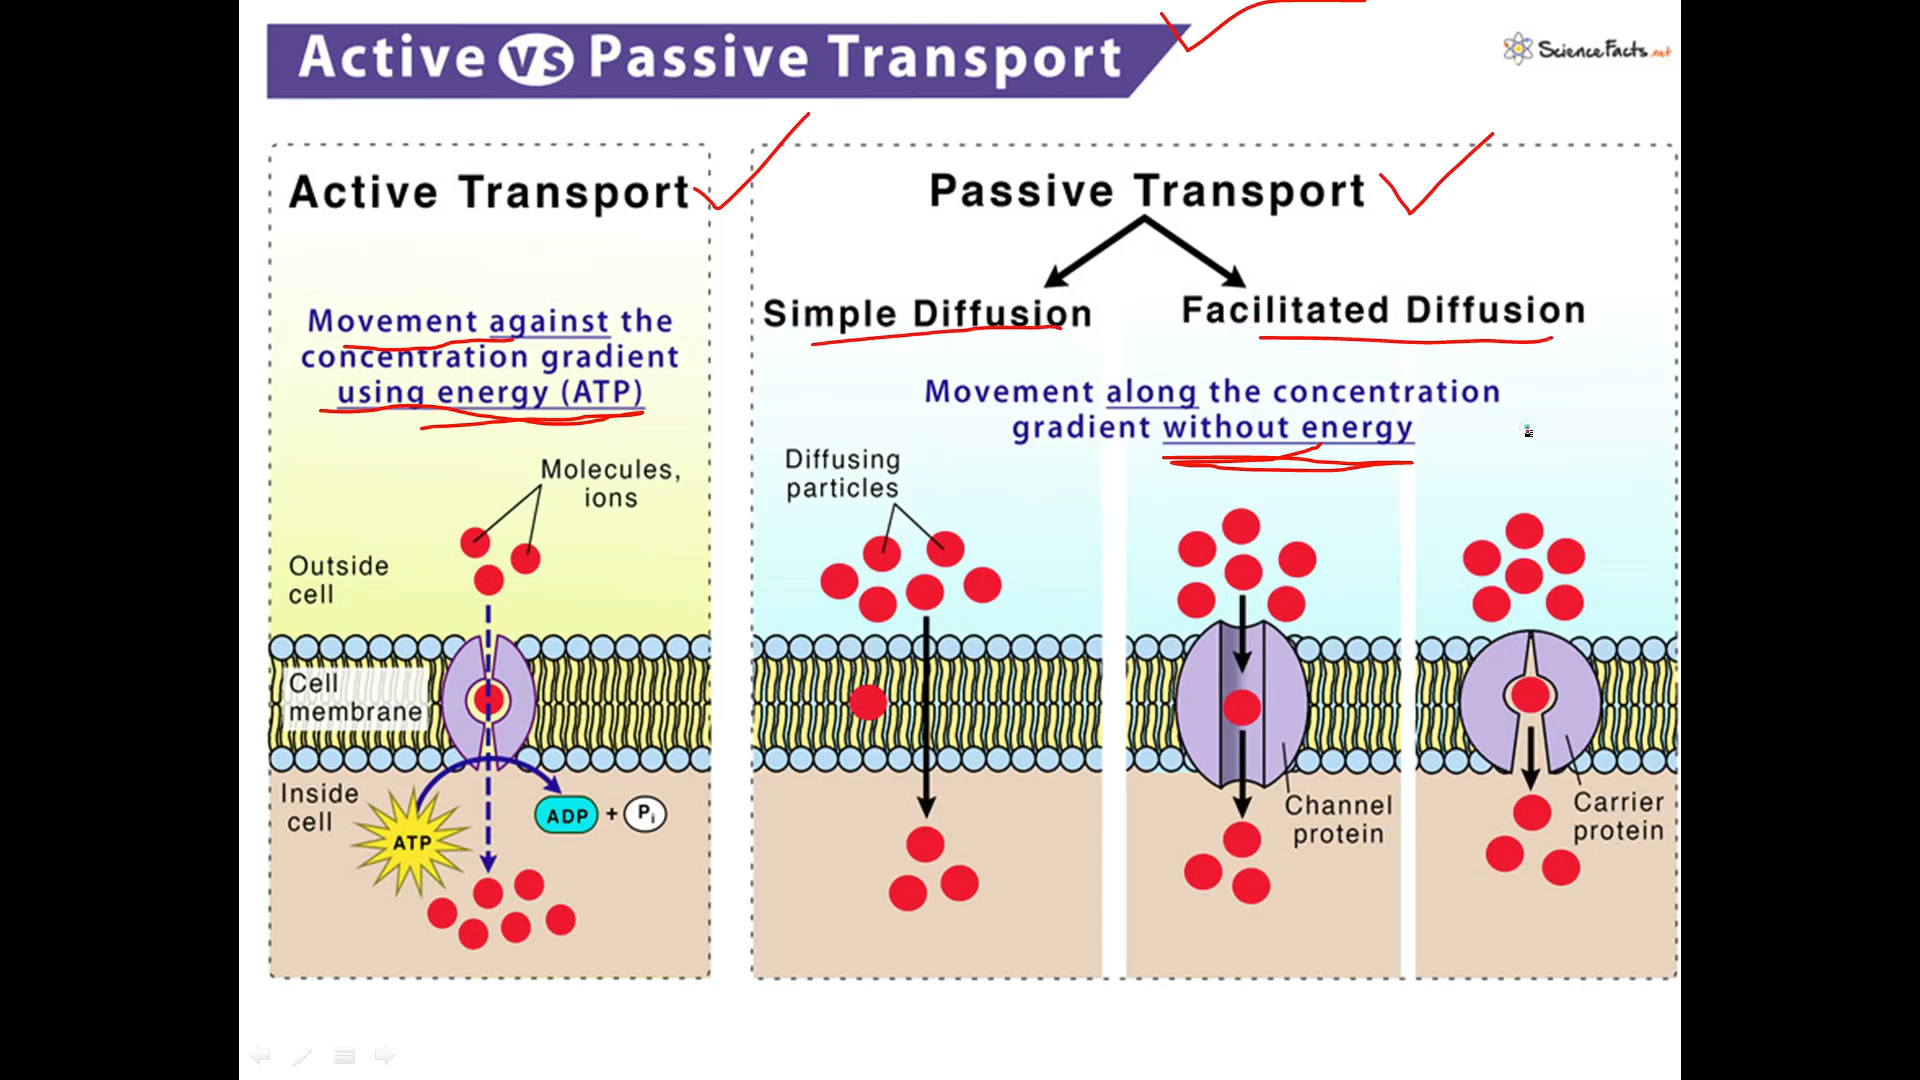 Active vs Passive Transport
ScienceFacts.net
Active Transport
Movement against the
concentration gradient
using energy (ATP)
Molecules,
ions
Outside
cell
Cell
membrane
Inside
cell
ATP
ADP + Pi
Passive Transport
Simple Diffusion
Facilitated Diffusion
Movement along the concentration
gradient without energy
Diffusing
particles
Channel
protein
Carrier
protein